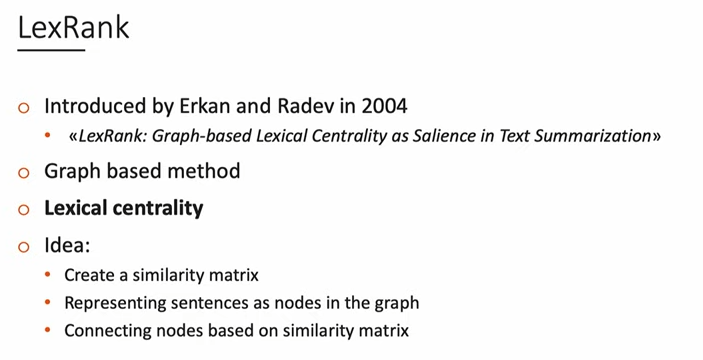 LexRank
Introduced by Erkan and Radev in 2004
«LexRank: Graph-based Lexical Centrality as Salience in Text Summarization»
Graph based method
Lexical centrality
Idea:
Create a similarity matrix
Representing sentences as nodes in the graph
Connecting nodes based on similarity matrix